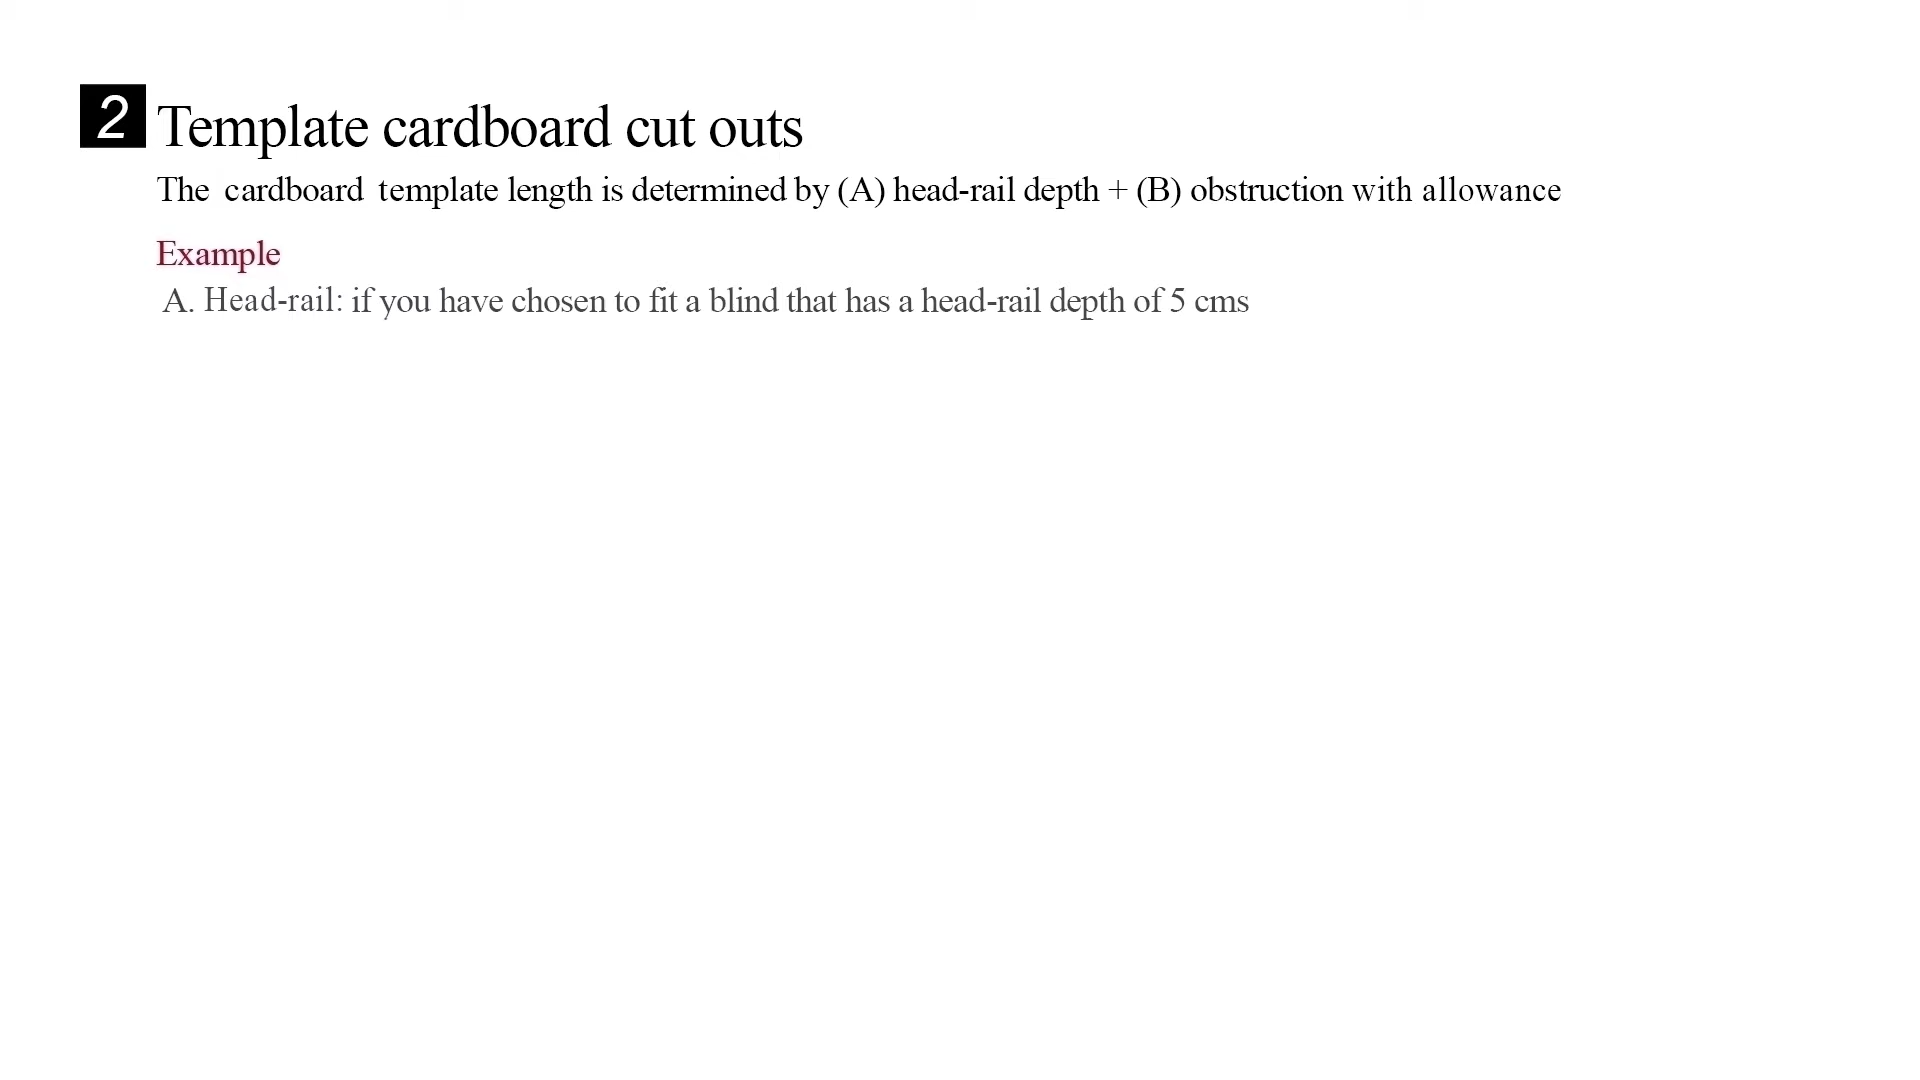 2 Template cardboard cut outs
The cardboard template length is determined by (A) head-rail depth + (B) obstruction with allowance
Example
A. Head-rail: if you have chosen to fit a blind that has a head-rail depth of 5 cms